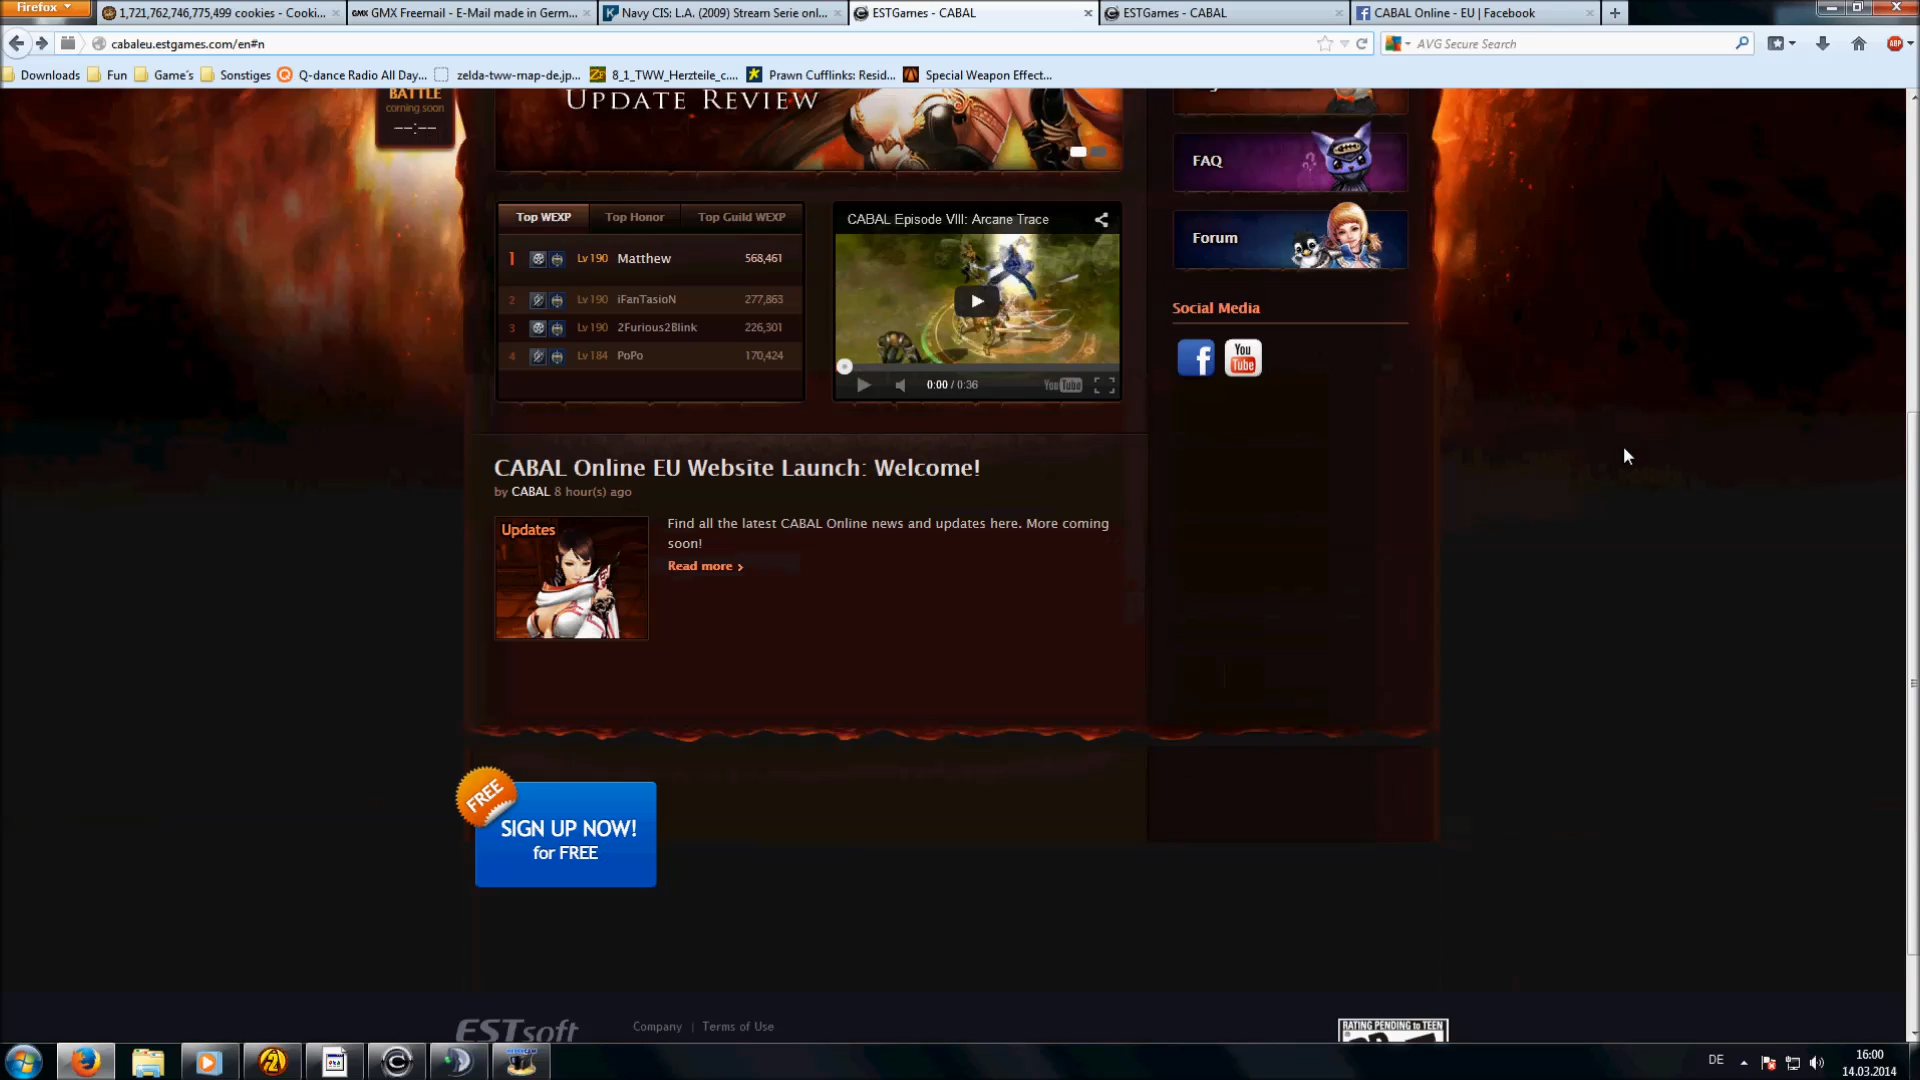 Firefox
1,721,762,746,775,499 cookies - Cooki...
GMX GMX Freemail - E-Mail made in Germ...
Navy CIS: L.A. (2009) Stream Serie onl...
ESTGames - CABAL
ESTGames - CABAL
CABAL Online - EU | Facebook
cabaleu.estgames.com/en#n
AVG Secure Search
ABP
Downloads
Fun
Game's
Sonstiges
Q-dance Radio All Day...
zelda-tww-map-de.jp...
8_1_TWW_Herzteile_c....
Prawn Cufflinks: Resid...
Special Weapon Effect...
BATTLE
coming soon
--:--
UPDATE REVIEW
FAQ
Forum
Top WEXP
Top Honor
Top Guild WEXP
1 Lv 190 Matthew 568,461
2 Lv 190 iFanTasioN 277,863
3 Lv 190 2Furious2Blink 226,301
4 Lv 184 PoPo 170,424
CABAL Episode VIII: Arcane Trace
0:00 / 0:36
YouTube
Social Media
f
You
Tube
CABAL Online EU Website Launch: Welcome!
by CABAL 8 hour(s) ago
Updates
Find all the latest CABAL Online news and updates here. More coming
soon!
Read more ›
FREE
SIGN UP NOW!
for FREE
ESTsoft
Company | Terms of Use
RATING PENDING to TEEN
DE
16:00
14.03.2014